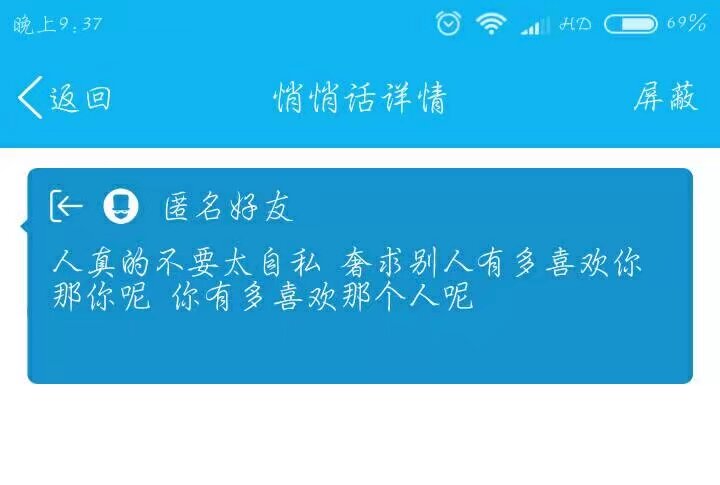 晚上9:37 HD 69%
返回 悄悄话详情 屏蔽
匿名好友
人真的不要太自私 奢求别人有多喜欢你
那你呢 你有多喜欢那个人呢